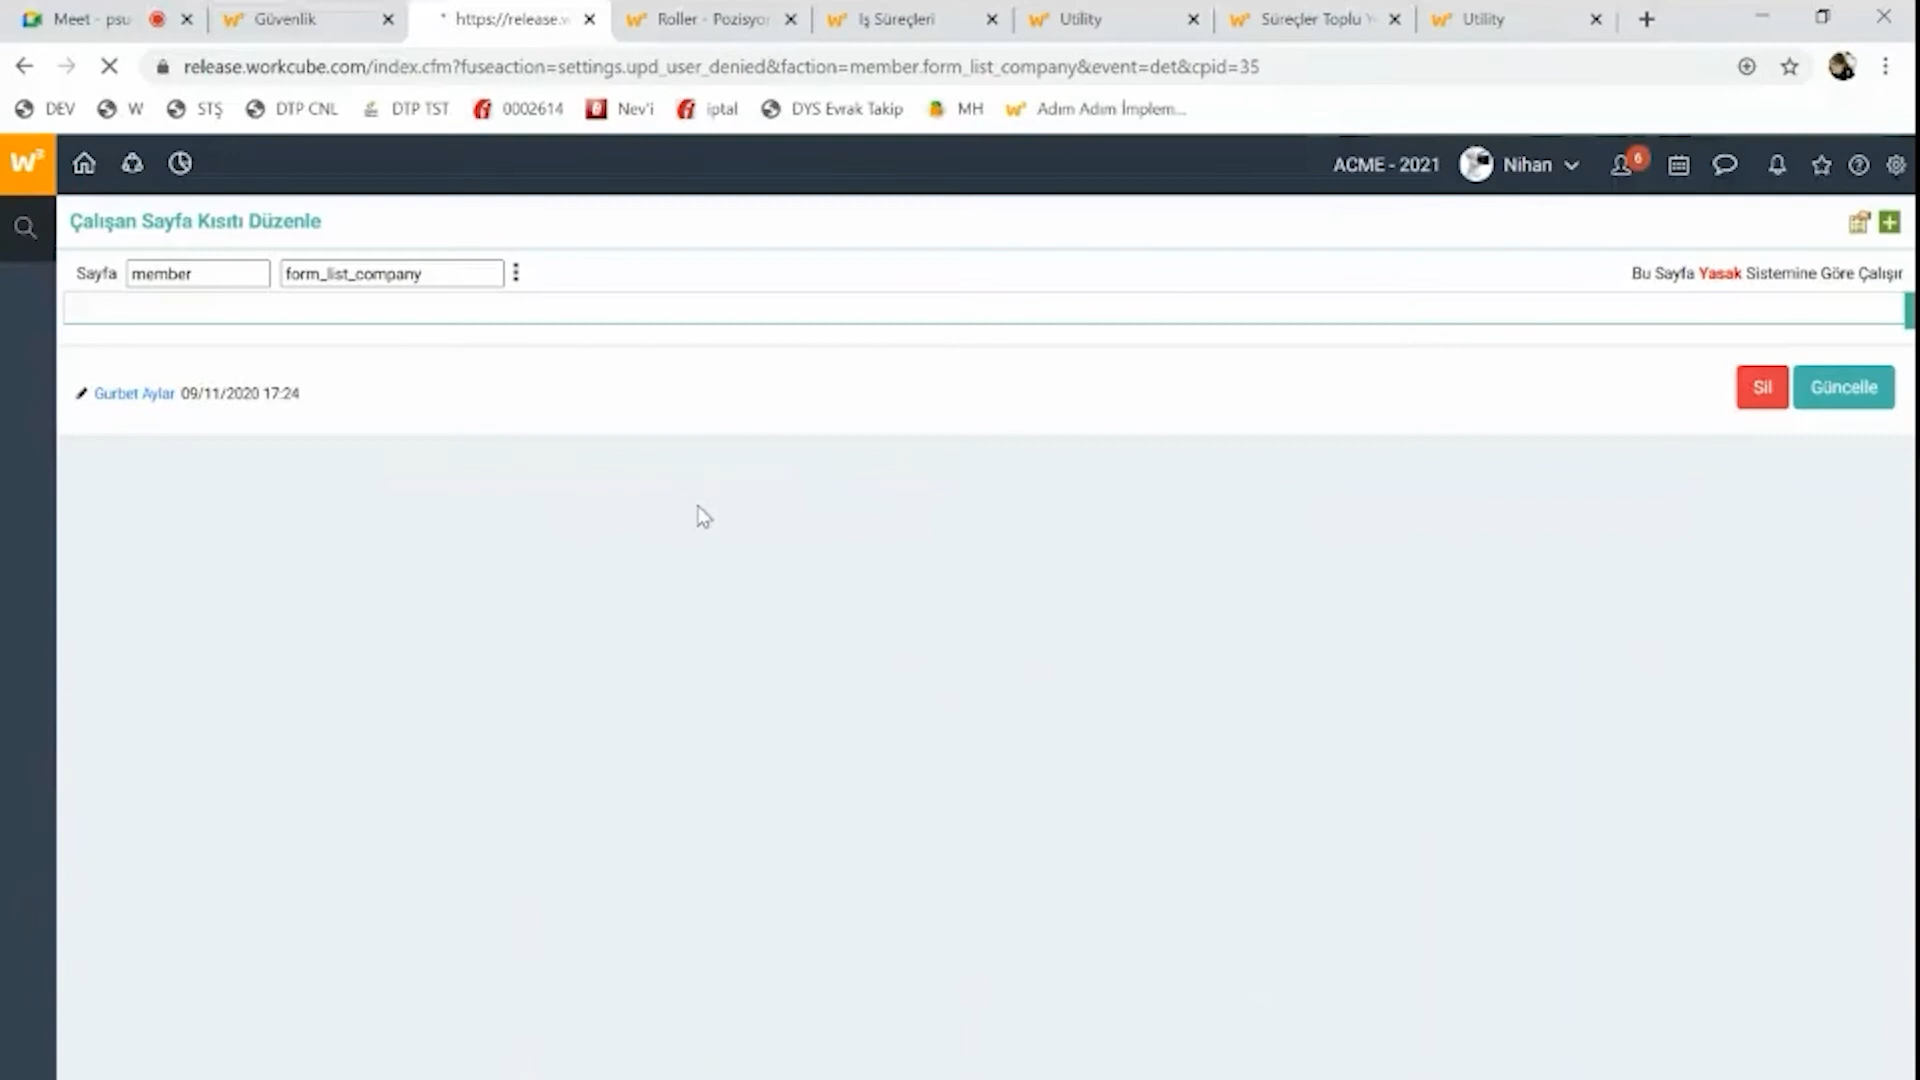 Meet - psu
Güvenlik
https://release.w
Roller - Pozisyon
İş Süreçleri
Utility
Süreçler Toplu Y
Utility
release.workcube.com/index.cfm?fuseaction=settings.upd_user_denied&faction=member.form_list_company&event=det&cpid=35
DEV
W
STŞ
DTP CNL
DTP TST
0002614
Nev'i
iptal
DYS Evrak Takip
MH
Adım Adım İmplem...
W³
ACME - 2021
Nihan
6
Çalışan Sayfa Kısıtı Düzenle
Sayfa member form_list_company
Bu Sayfa Yasak Sistemine Göre Çalışır
Gurbet Aylar 09/11/2020 17:24
Sil
Güncelle